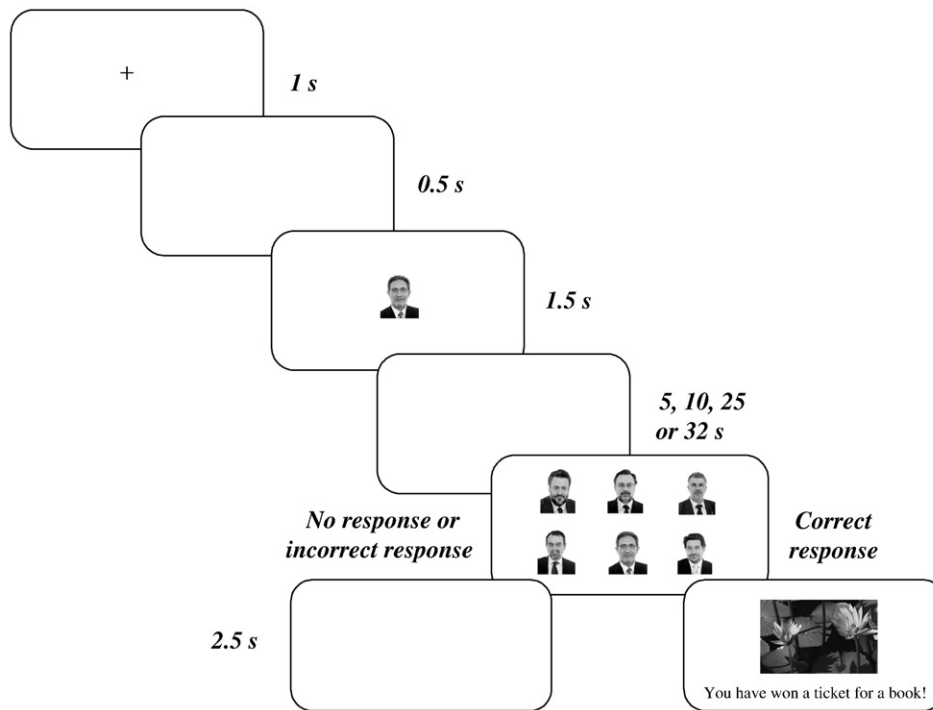 +
1 s
0.5 s
1.5 s
5, 10, 25
or 32 s
No response or
incorrect response
Correct
response
2.5 s
You have won a ticket for a book!